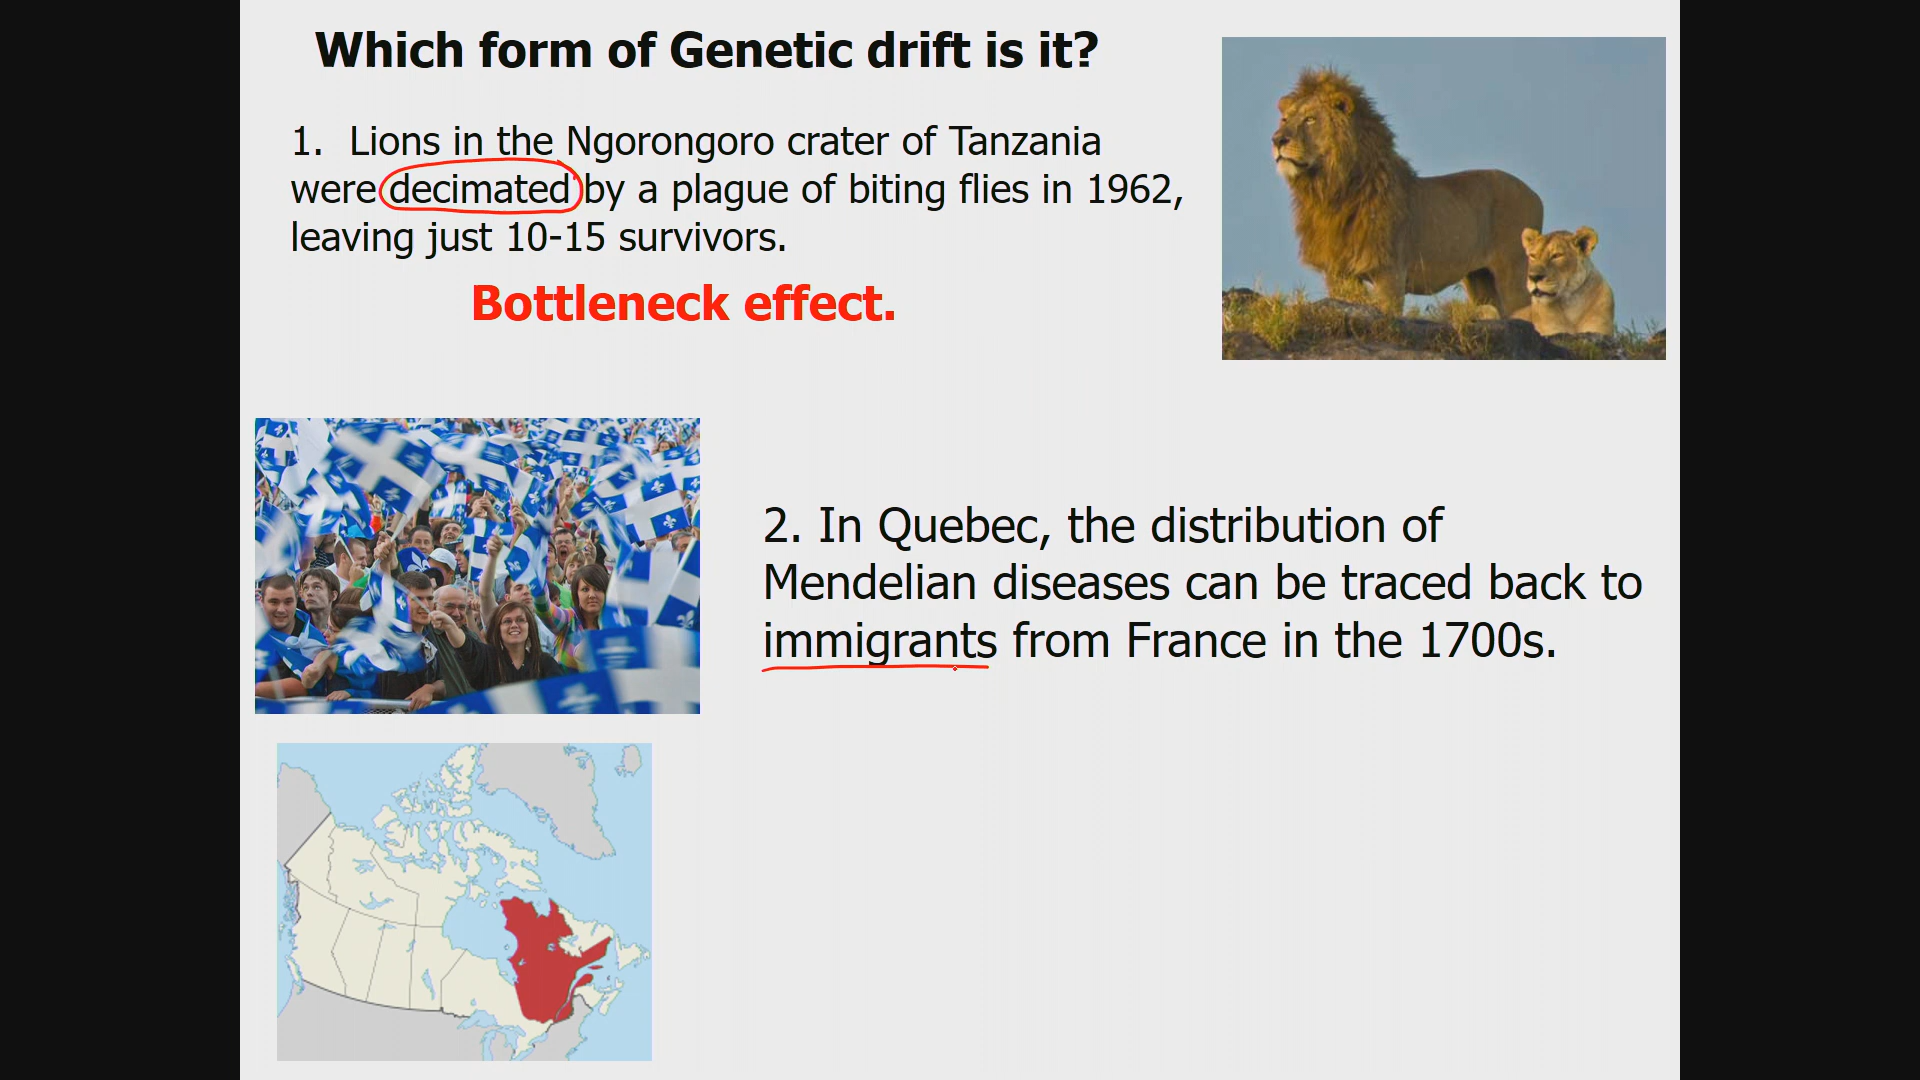 Which form of Genetic drift is it?
1. Lions in the Ngorongoro crater of Tanzania
were decimated by a plague of biting flies in 1962,
leaving just 10-15 survivors.
Bottleneck effect.
2. In Quebec, the distribution of
Mendelian diseases can be traced back to
immigrants from France in the 1700s.